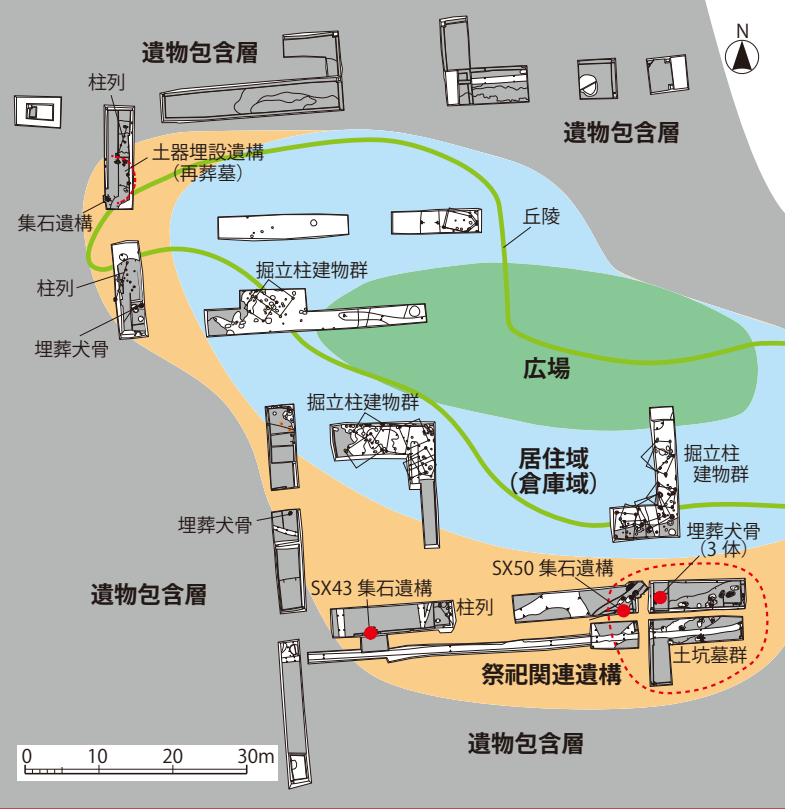 遺物包含層
N
柱列
遺物包含層
土器埋設遺構
（再葬墓）
集石遺構
丘陵
柱列
掘立柱建物群
埋葬犬骨
広場
掘立柱建物群
居住域
（倉庫域）
掘立柱
建物群
埋葬犬骨
埋葬犬骨
（3 体）
SX50 集石遺構
SX43 集石遺構
柱列
遺物包含層
土坑墓群
祭祀関連遺構
遺物包含層
0 10 20 30m